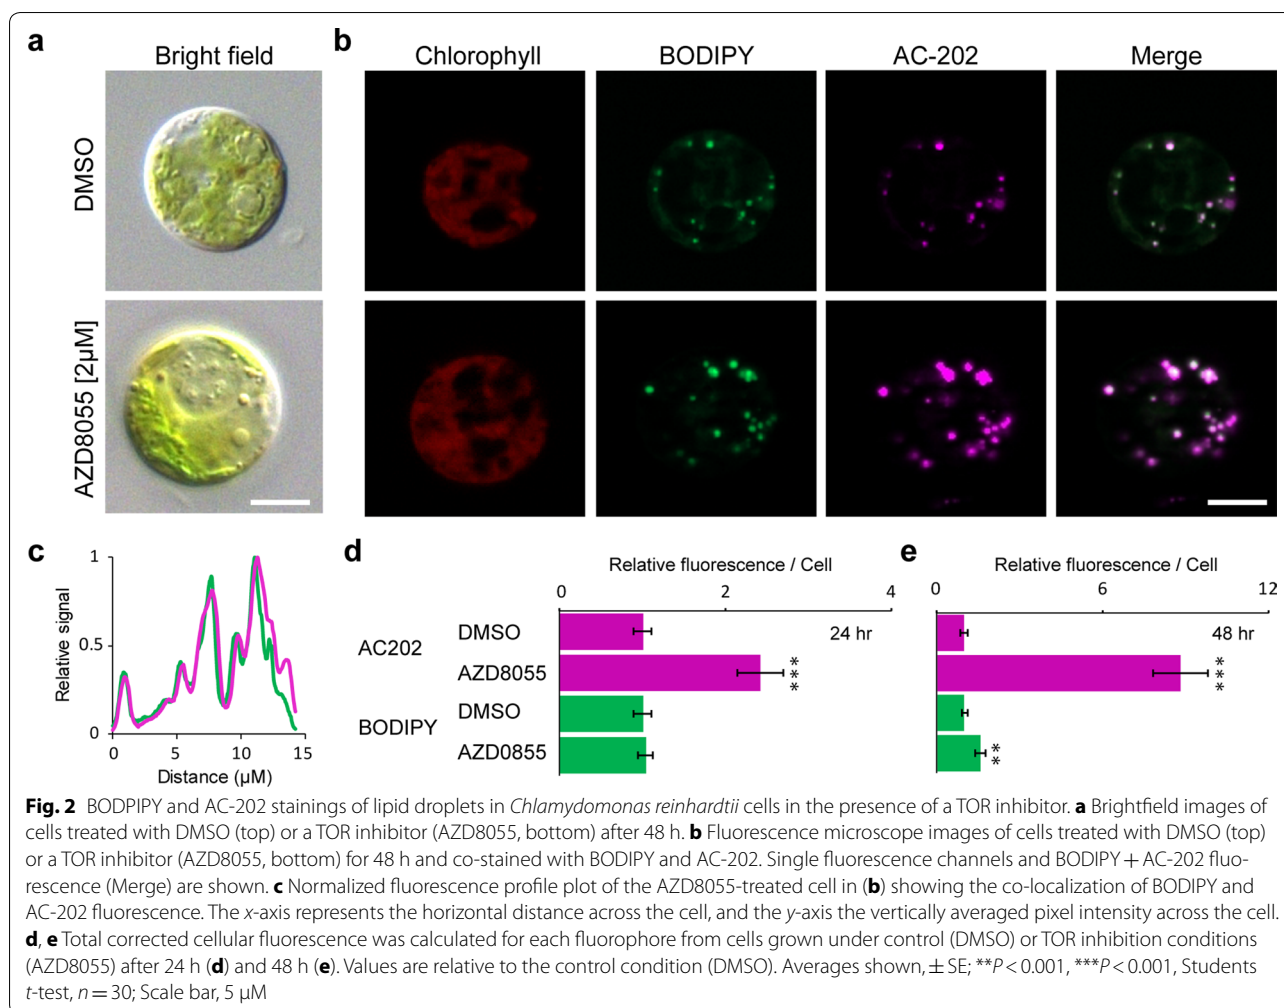 a
Bright field
DMSO
AZD8055 [2µM]
b
Chlorophyll
BODIPY
AC-202
Merge
c
Relative signal
1
0.5
0
0
5
10
15
Distance (µM)
d
Relative fluorescence / Cell
0
2
4
24 hr
AC202
DMSO
AZD8055
***
BODIPY
DMSO
AZD0855
e
Relative fluorescence / Cell
0
6
12
48 hr
***
**
Fig. 2 BODPIPY and AC-202 stainings of lipid droplets in Chlamydomonas reinhardtii cells in the presence of a TOR inhibitor. a Brightfield images of
cells treated with DMSO (top) or a TOR inhibitor (AZD8055, bottom) after 48 h. b Fluorescence microscope images of cells treated with DMSO (top)
or a TOR inhibitor (AZD8055, bottom) for 48 h and co-stained with BODIPY and AC-202. Single fluorescence channels and BODIPY + AC-202 fluo-
rescence (Merge) are shown. c Normalized fluorescence profile plot of the AZD8055-treated cell in (b) showing the co-localization of BODIPY and
AC-202 fluorescence. The x-axis represents the horizontal distance across the cell, and the y-axis the vertically averaged pixel intensity across the cell.
d, e Total corrected cellular fluorescence was calculated for each fluorophore from cells grown under control (DMSO) or TOR inhibition conditions
(AZD8055) after 24 h (d) and 48 h (e). Values are relative to the control condition (DMSO). Averages shown, ± SE; **P < 0.001, ***P < 0.001, Students
t-test, n = 30; Scale bar, 5 µM